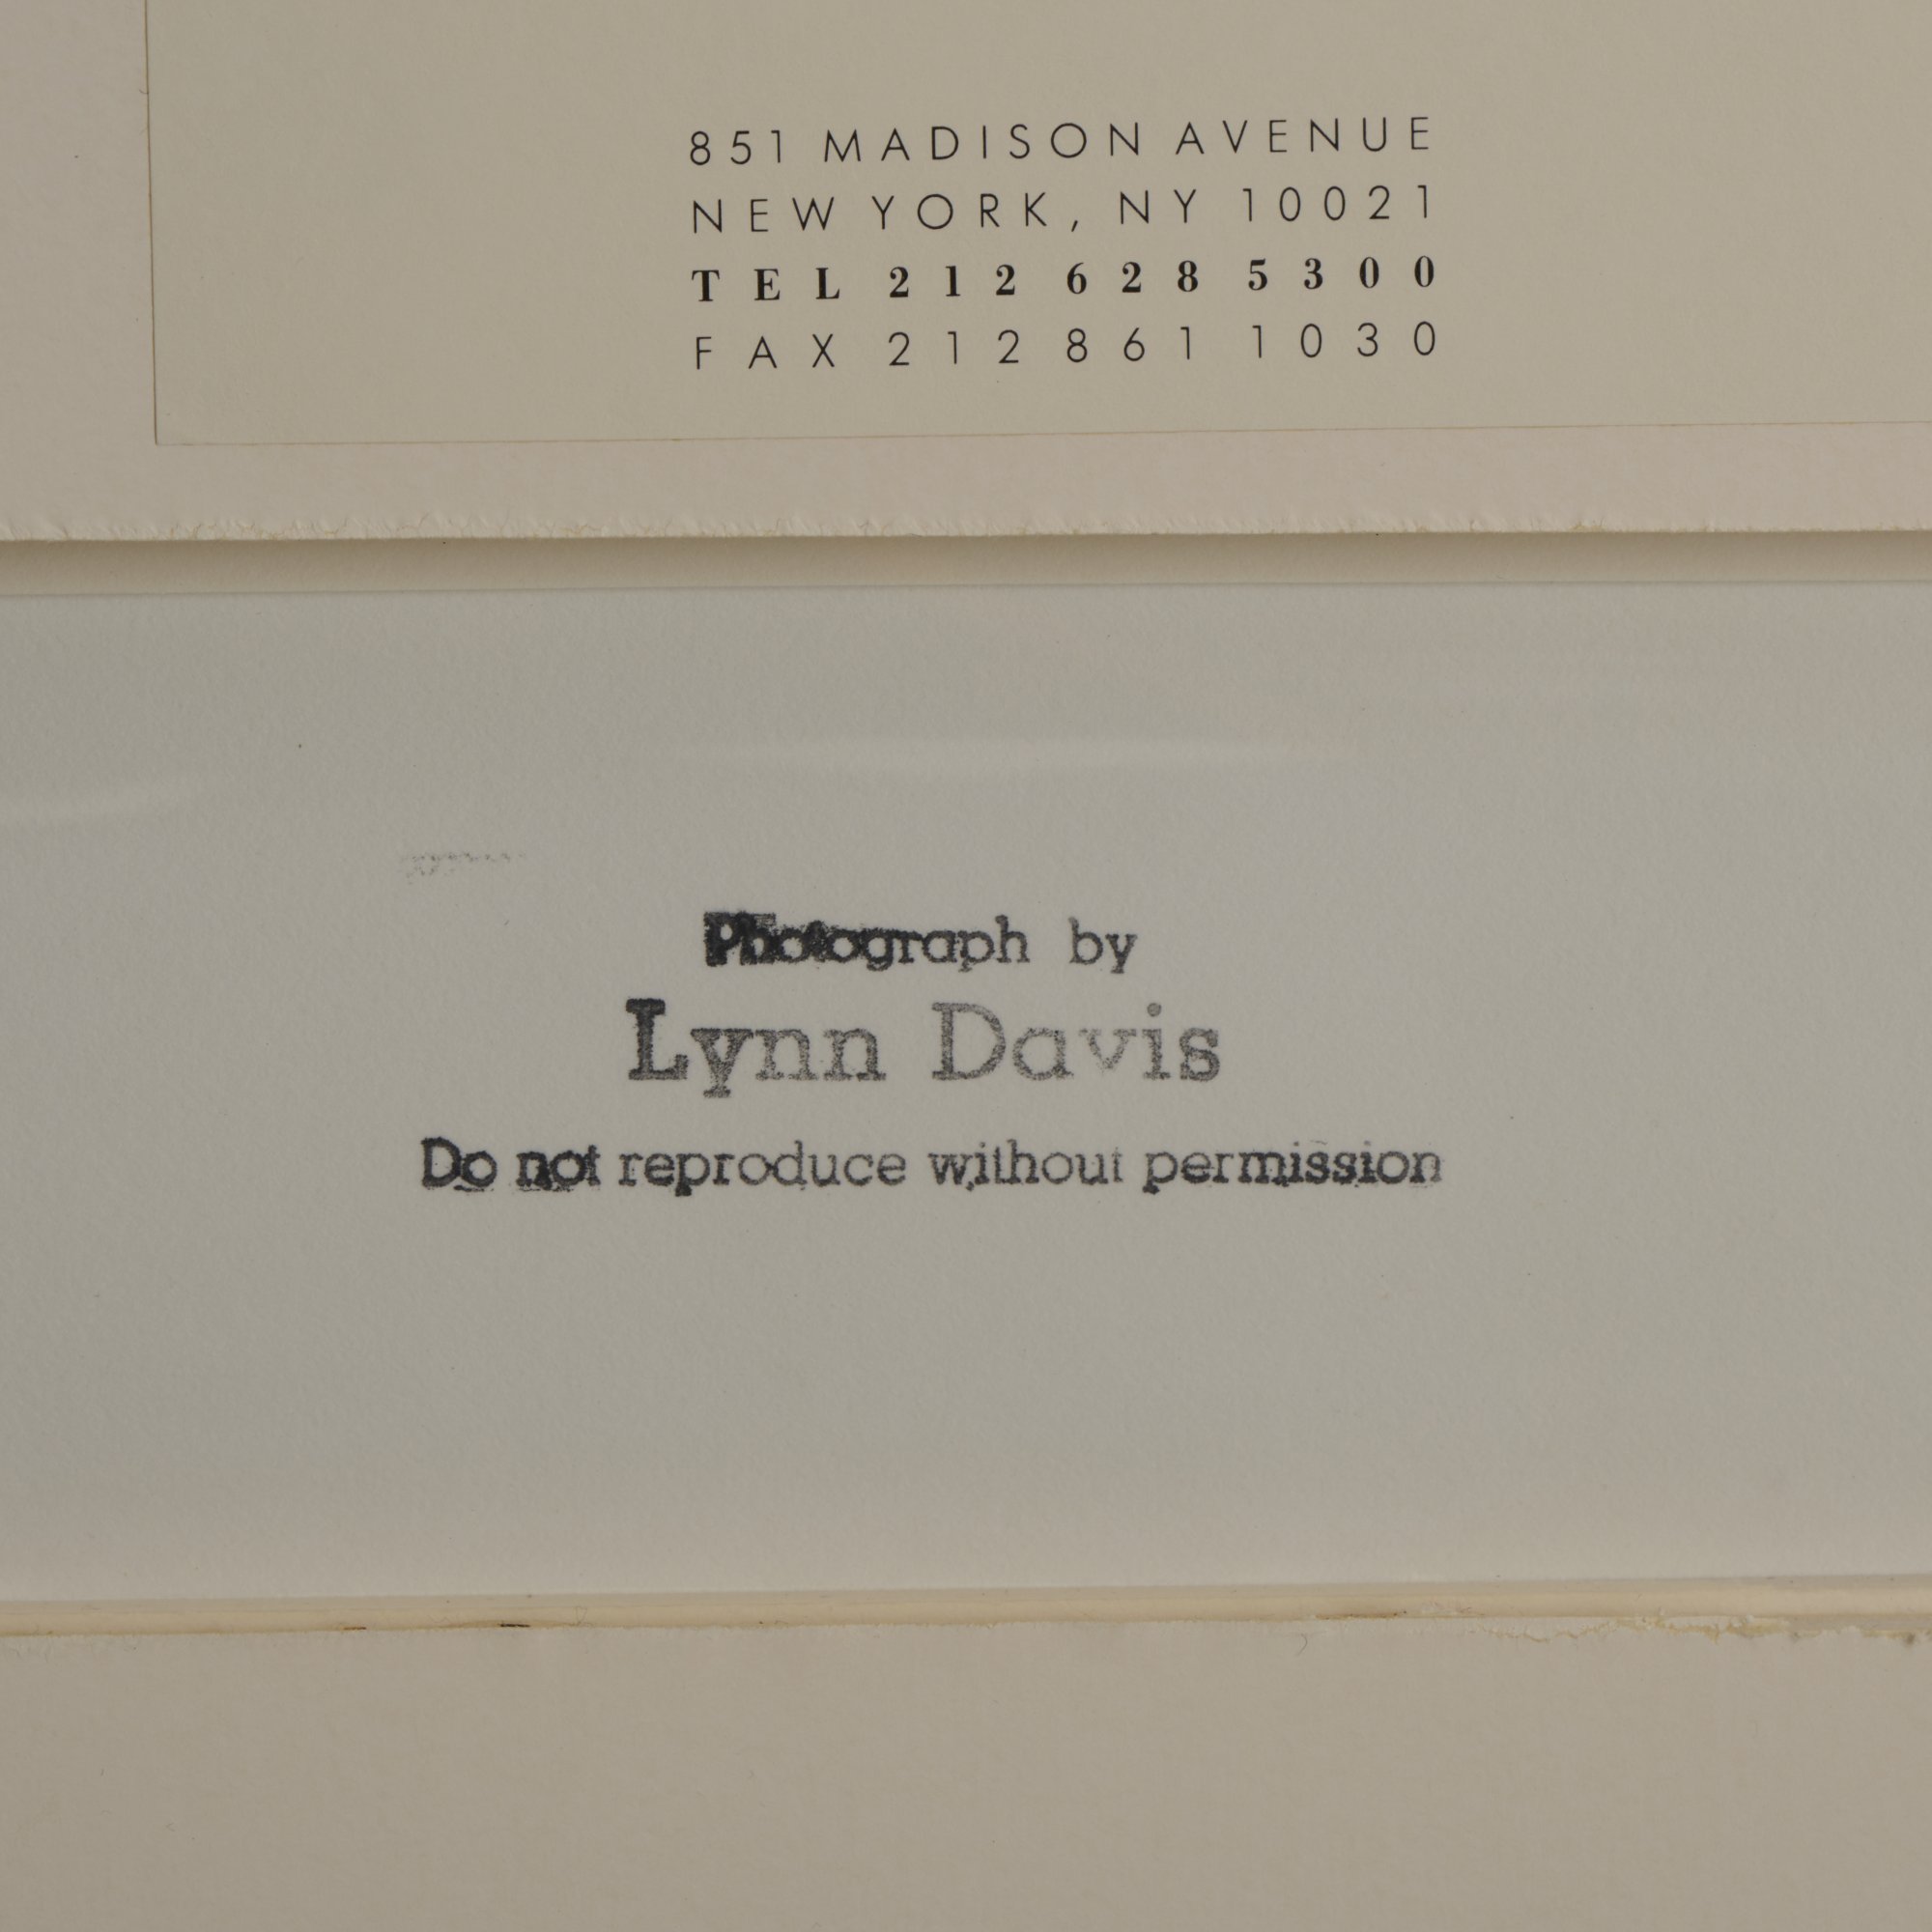 851 MADISON AVENUE
NEW YORK, NY 10021
TEL 212 628 5300
FAX 212 861 1030
Photograph by
Lynn Davis
Do not reproduce without permission